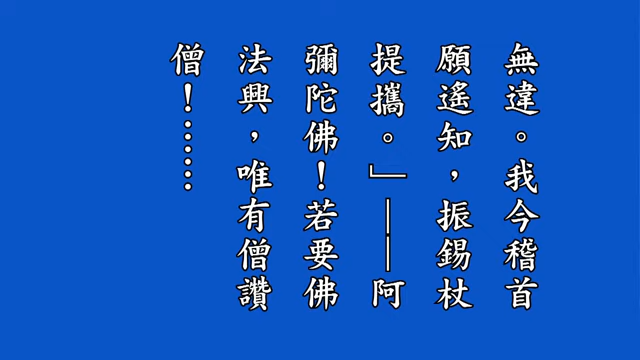 無違。我今稽首
願遙知，振錫杖
提攜。」——阿
彌陀佛！若要佛
法興，唯有僧讚
僧！……